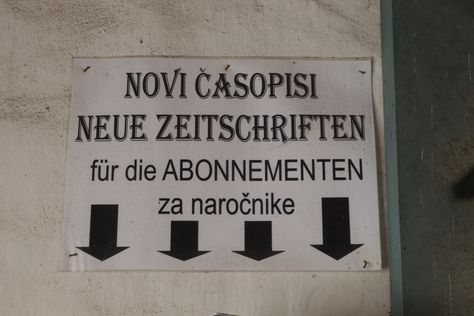 NOVI ČASOPISI
NEUE ZEITSCHRIFTEN
für die ABONNEMENTEN
za naročnike